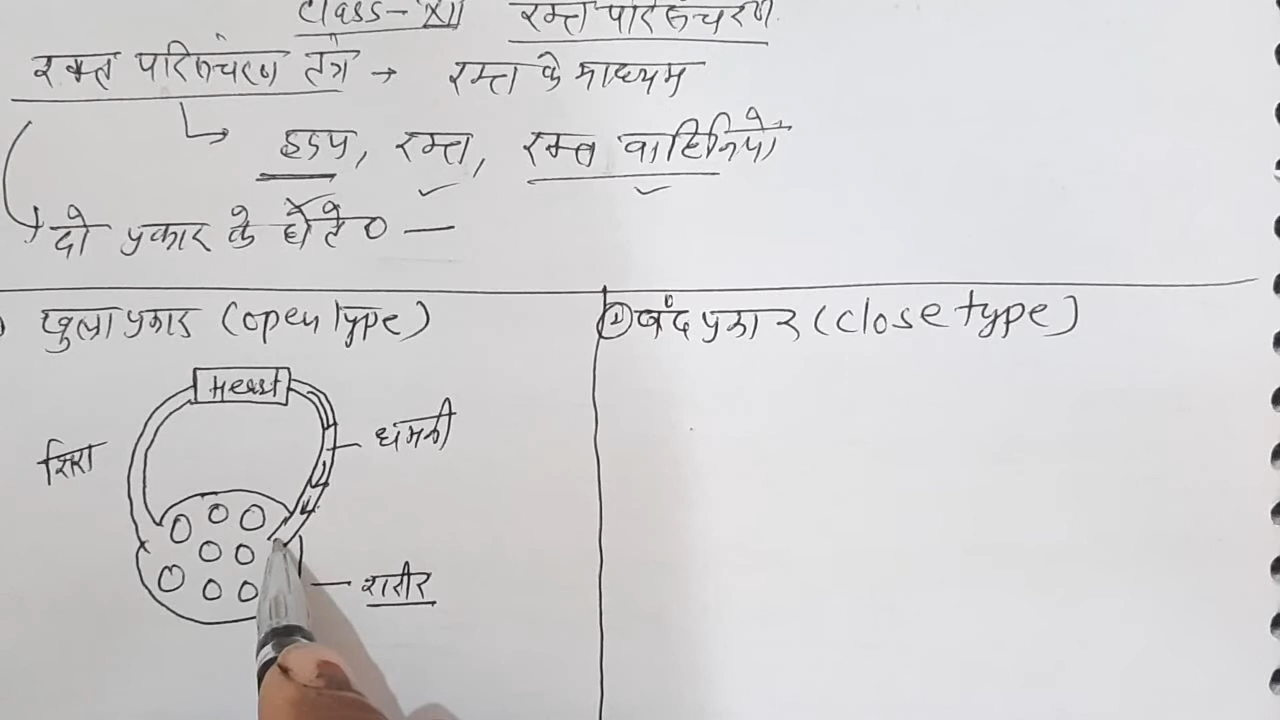 Class-XII रक्त परिसंचरण
रक्त परिसंचरण तंत्र → रक्त के माध्यम
हृदय, रक्त, रक्त वाहिनियों
दो प्रकार के होते है —
खुला प्रकार (open Type)
② बंद प्रकार (close type)
Heart
धमनी
शिरा
शरीर